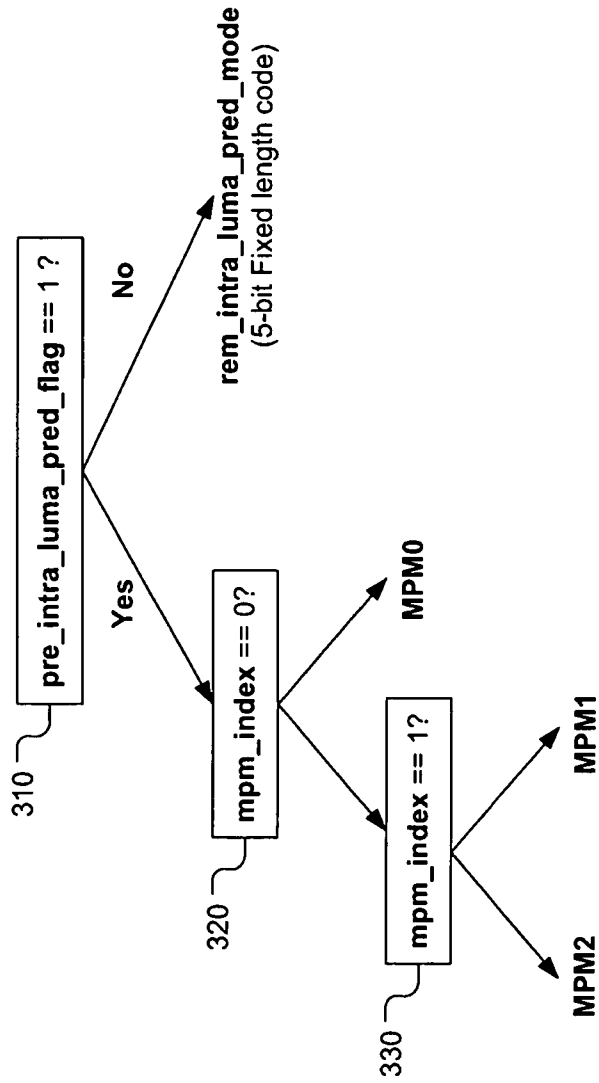 310
pre_intra_luma_pred_flag == 1 ?
Yes
No
rem_intra_luma_pred_mode
(5-bit Fixed length code)
320
mpm_index == 0?
MPM0
330
mpm_index == 1?
MPM2
MPM1